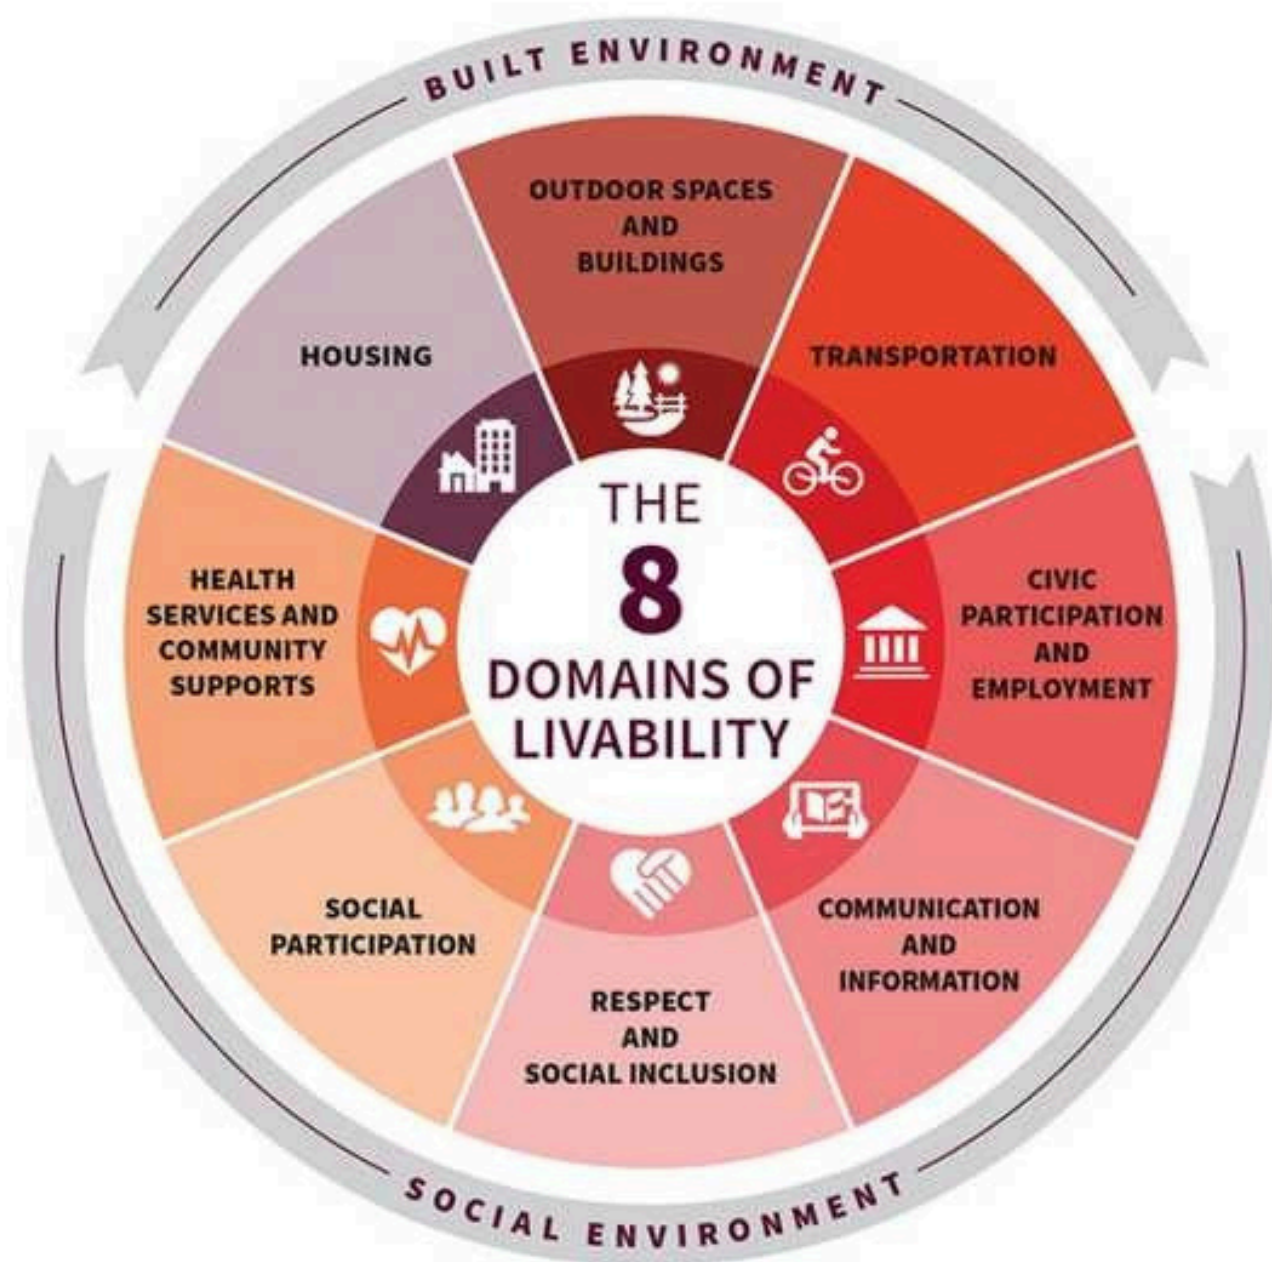 BUILT ENVIRONMENT
OUTDOOR SPACES
AND
BUILDINGS
HOUSING
TRANSPORTATION
THE
8
DOMAINS OF
LIVABILITY
HEALTH
SERVICES AND
COMMUNITY
SUPPORTS
CIVIC
PARTICIPATION
AND
EMPLOYMENT
SOCIAL
PARTICIPATION
COMMUNICATION
AND
INFORMATION
RESPECT
AND
SOCIAL INCLUSION
SOCIAL ENVIRONMENT